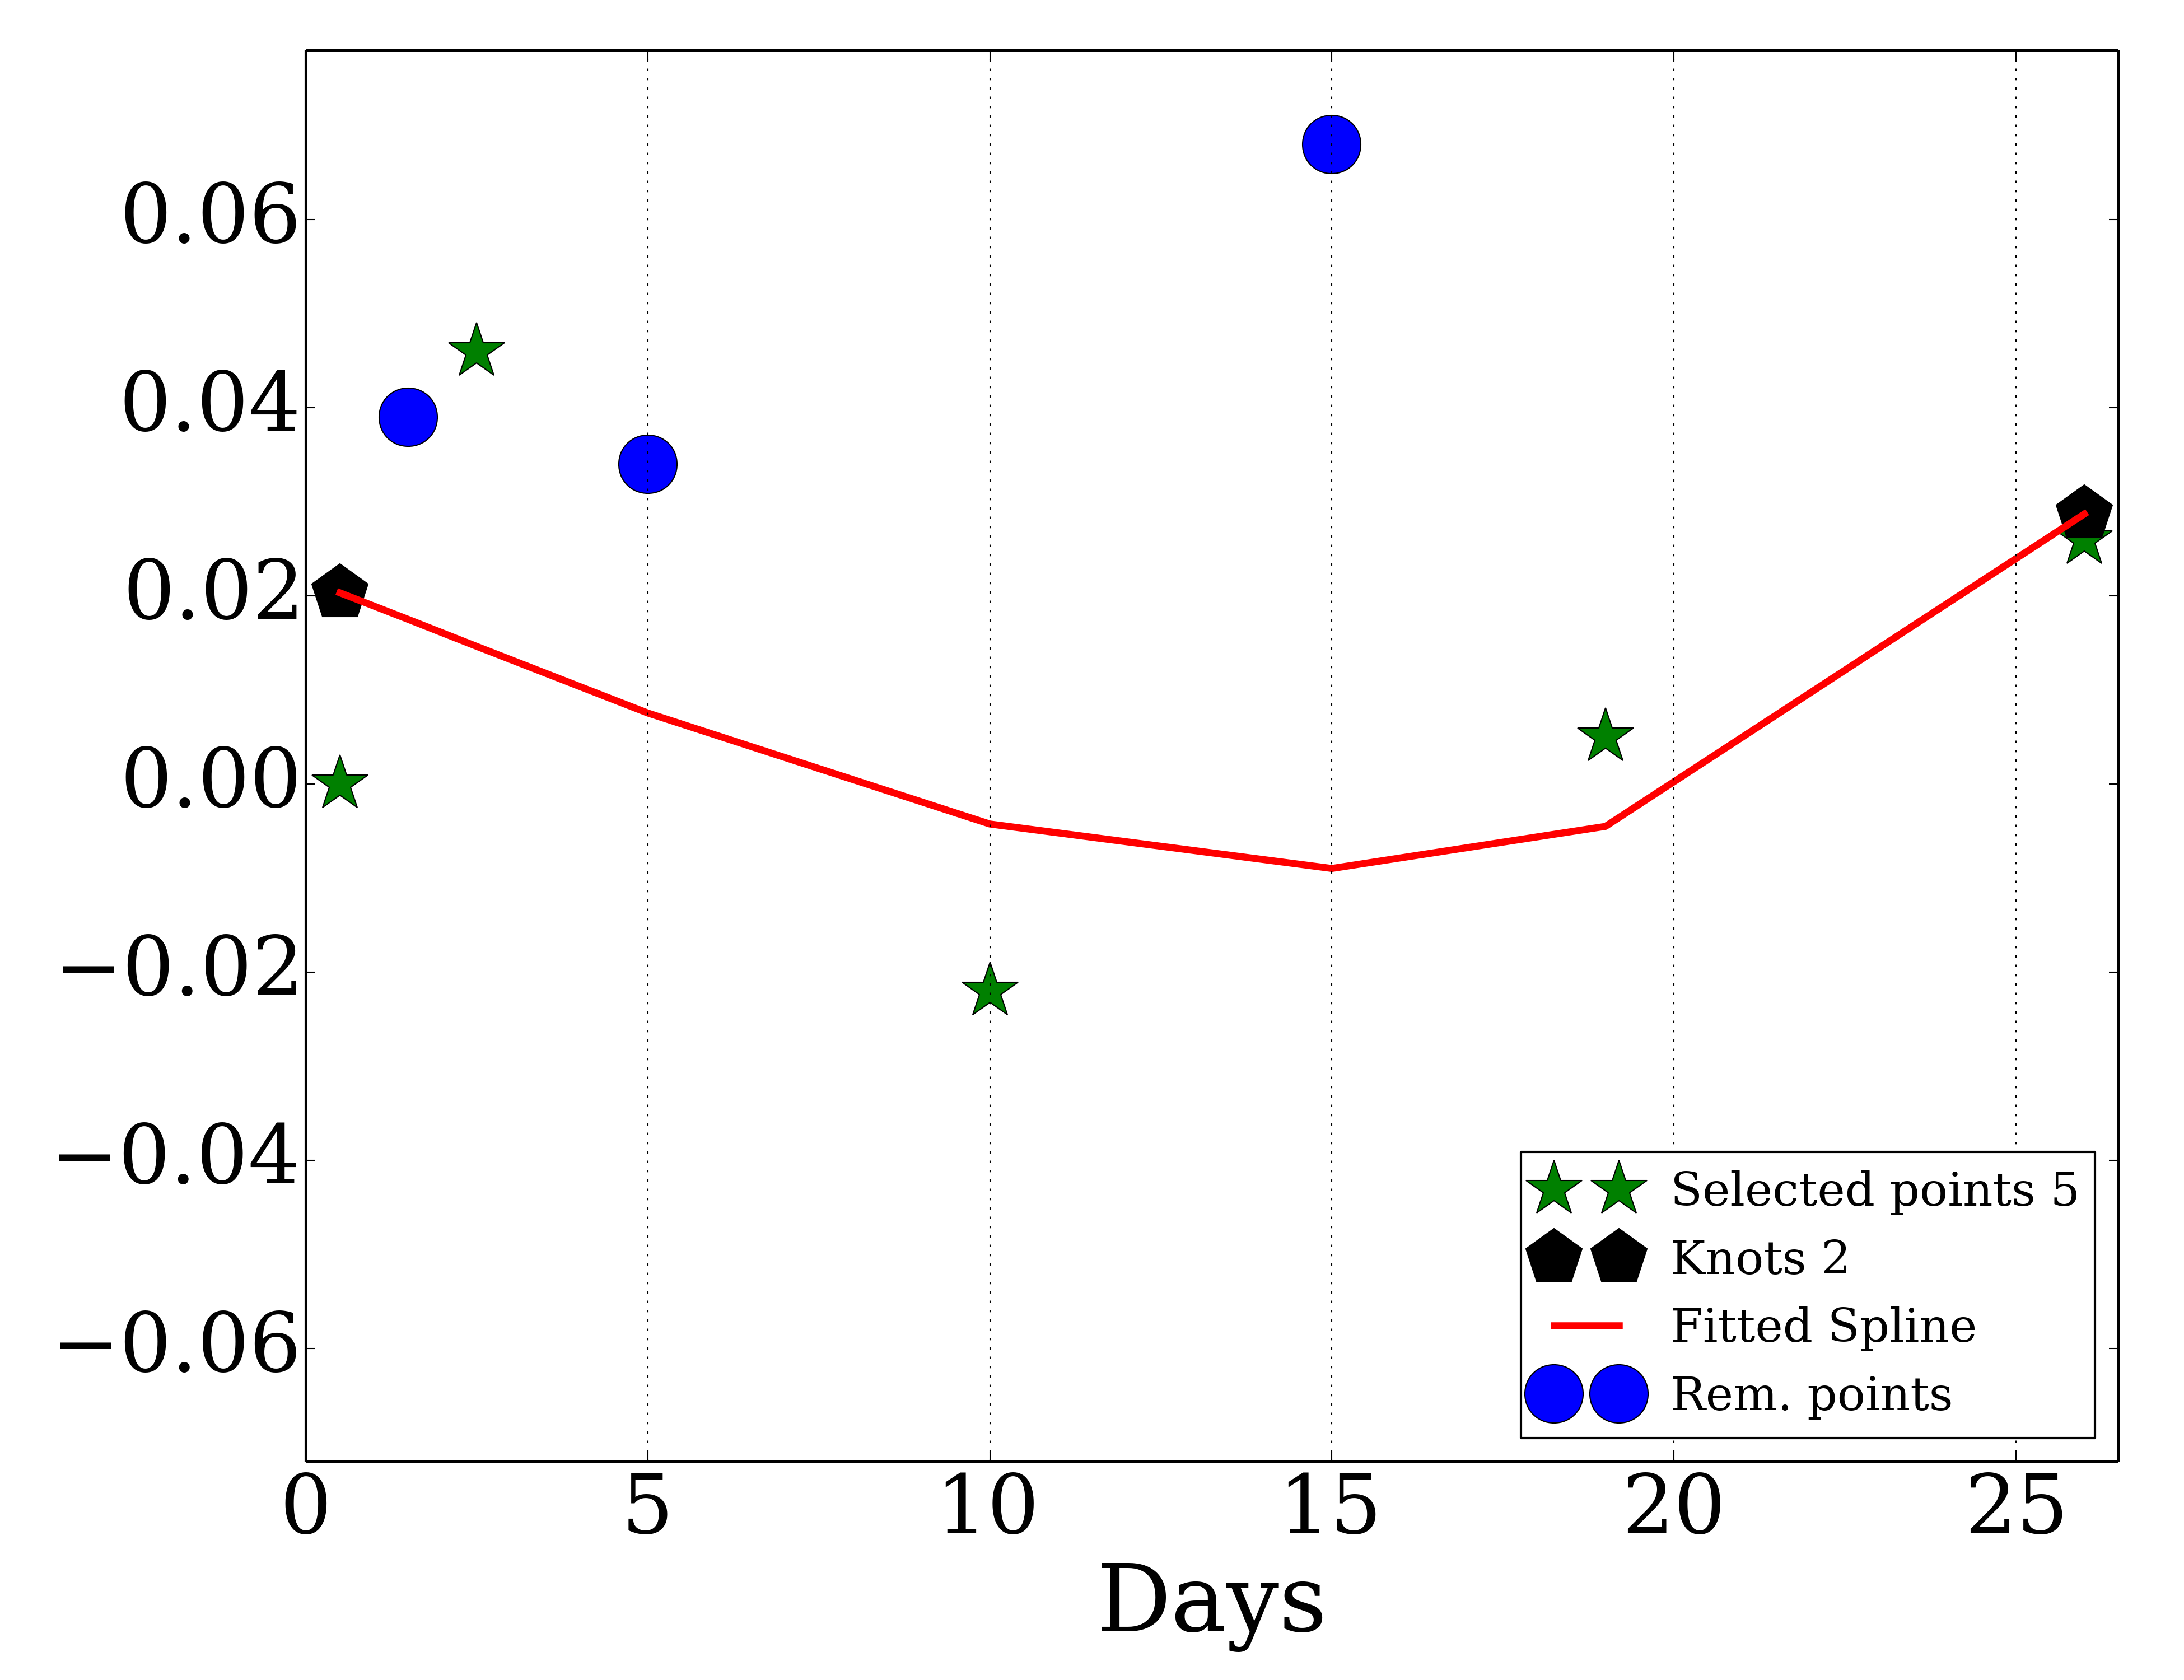 0.06
0.04
0.02
0.00
−0.02
−0.04
−0.06
Selected points 5
Knots 2
Fitted Spline
Rem. points
0 5 10 15 20 25
Days